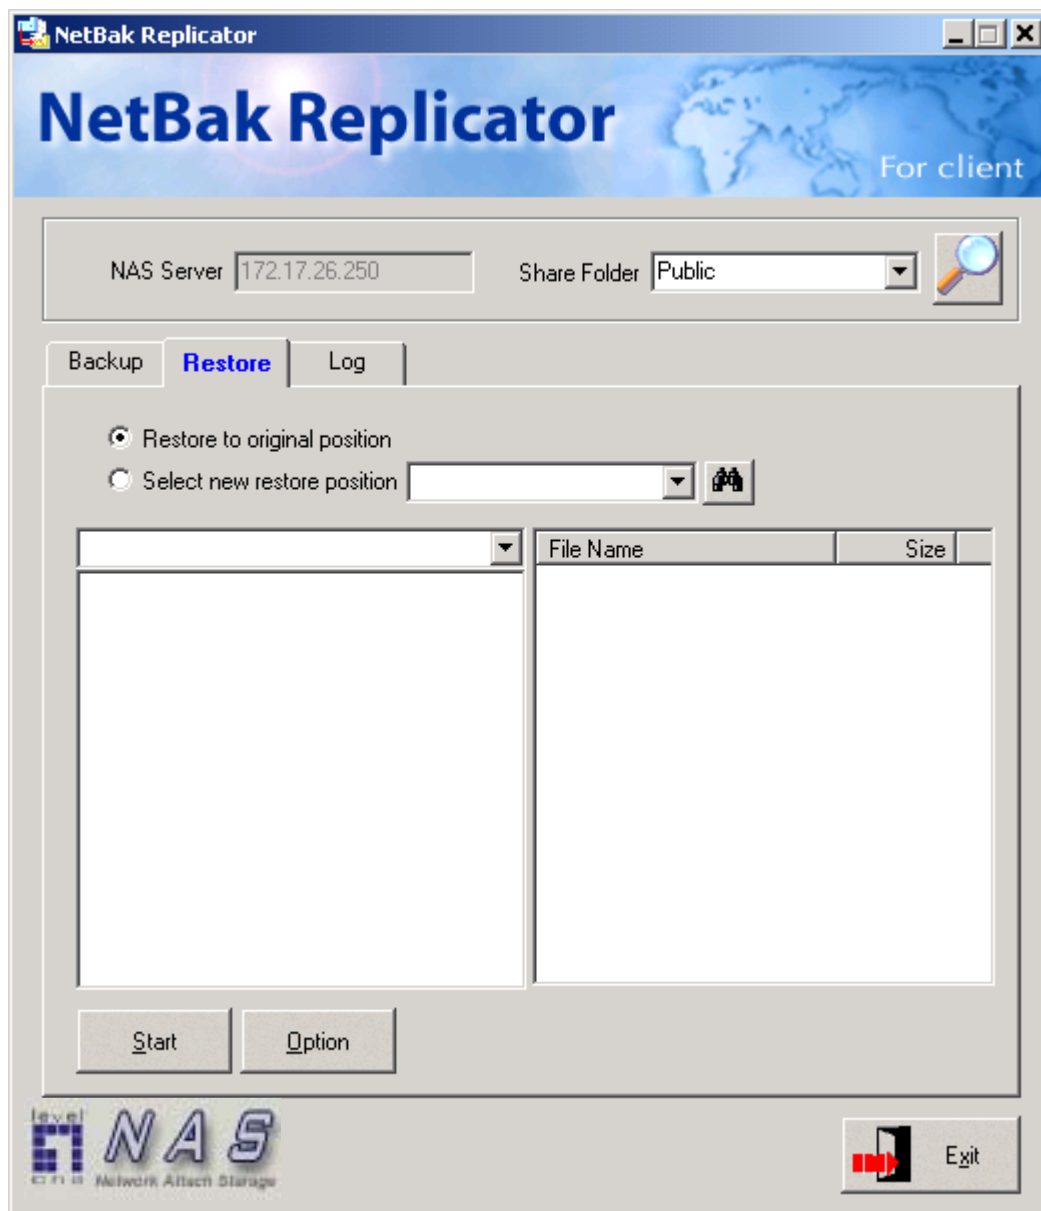 NetBak Replicator
NetBak Replicator
For client
NAS Server 172.17.26.250 Share Folder Public
Backup Restore Log
Restore to original position
Select new restore position
File Name Size
Start Option
level
one
NAS
Network Attach Storage
Exit